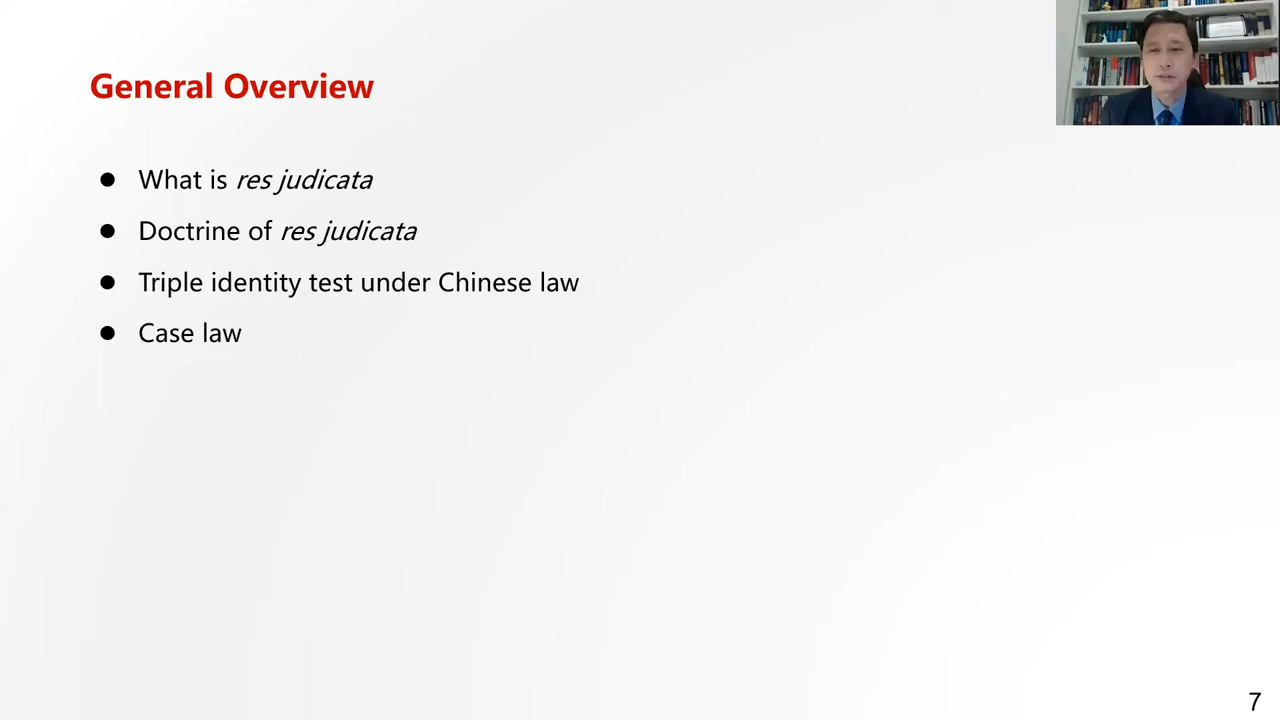 General Overview
● What is res judicata
● Doctrine of res judicata
● Triple identity test under Chinese law
● Case law
7